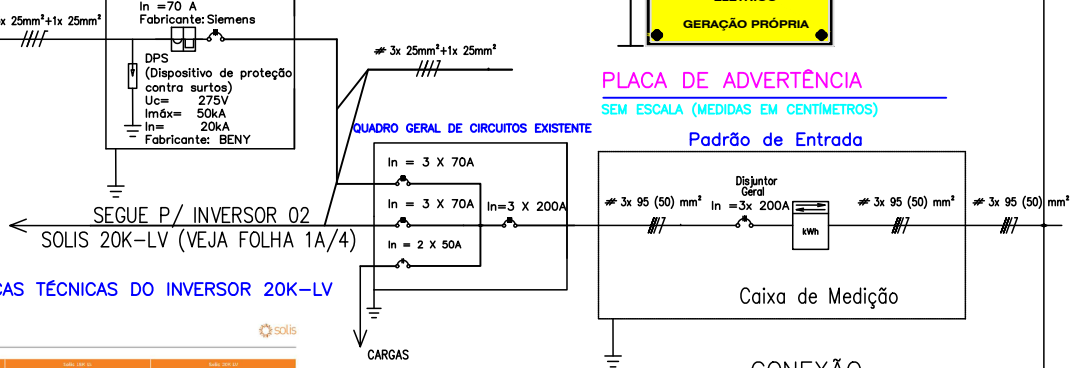 In =70 A
Fabricante: Siemens
x 25mm²+1x 25mm²
DPS
(Dispositivo de proteção
contra surtos)
Uc= 275V
Imáx= 50kA
In= 20kA
Fabricante: BENY
# 3x 25mm²+1x 25mm²
GERAÇÃO PRÓPRIA
PLACA DE ADVERTÊNCIA
SEM ESCALA (MEDIDAS EM CENTÍMETROS)
QUADRO GERAL DE CIRCUITOS EXISTENTE
In = 3 X 70A
In = 3 X 70A
In=3 X 200A
In = 2 X 50A
CARGAS
SEGUE P/ INVERSOR 02
SOLIS 20K-LV (VEJA FOLHA 1A/4)
CAS TÉCNICAS DO INVERSOR 20K-LV
solis
Padrão de Entrada
# 3x 95 (50) mm²
Disjuntor
Geral
In =3x 200A
kWh
# 3x 95 (50) mm²
# 3x 95 (50) mm²
Caixa de Medição
CONEXÃO